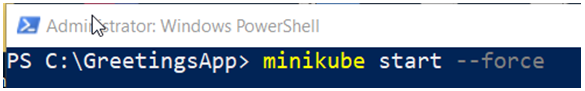 Administrator: Windows PowerShell
PS C:\GreetingsApp> minikube start --force